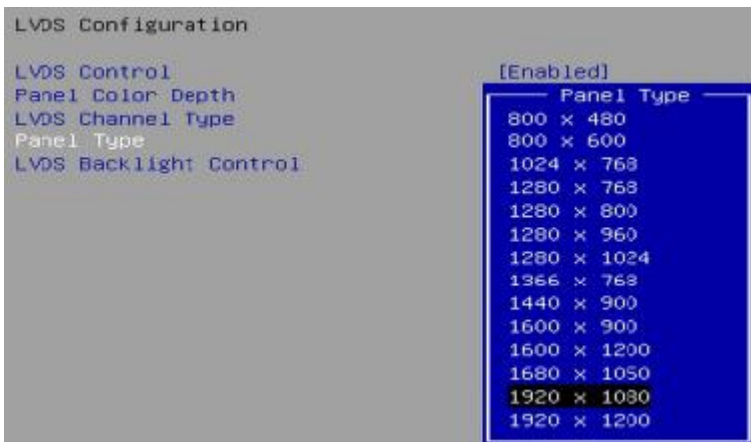 LVDS Configuration
LVDS Control [Enabled]
Panel Color Depth
LVDS Channel Type
Panel Type
LVDS Backlight Control
Panel Type
800 x 480
800 x 600
1024 x 768
1280 x 768
1280 x 800
1280 x 960
1280 x 1024
1366 x 768
1440 x 900
1600 x 900
1600 x 1200
1680 x 1050
1920 x 1080
1920 x 1200